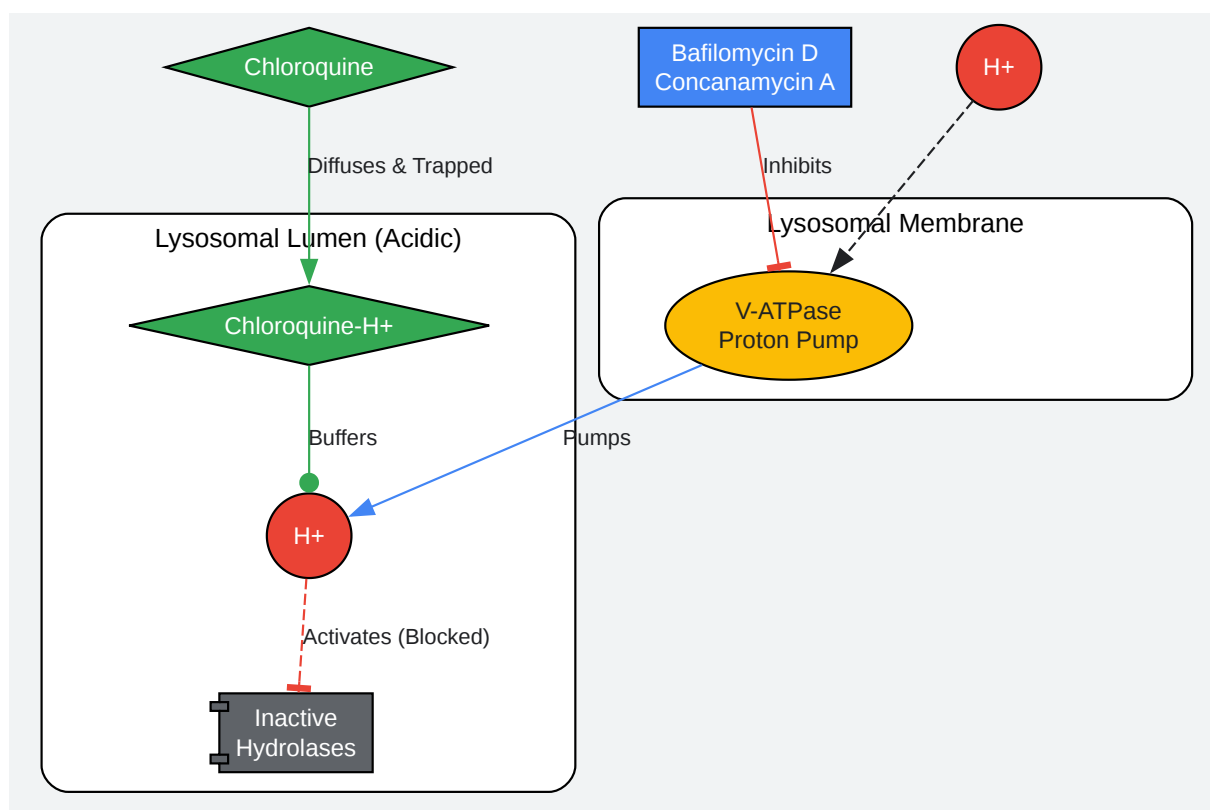 Chloroquine
Bafilomycin D
Concanamycin A
H+
Diffuses & Trapped
Inhibits
Lysosomal Lumen (Acidic)
Lysosomal Membrane
Chloroquine-H+
V-ATPase
Proton Pump
Buffers
Pumps
H+
Activates (Blocked)
Inactive
Hydrolases